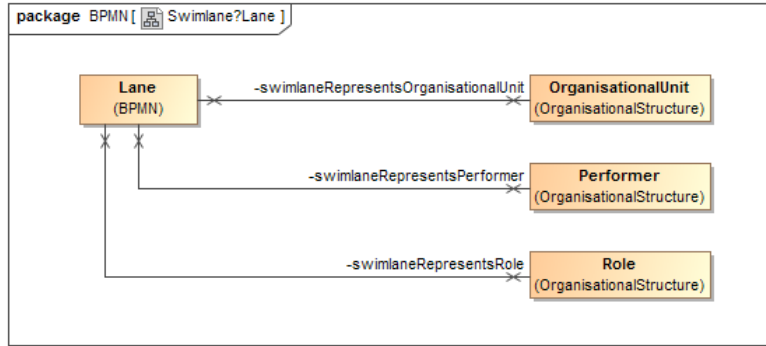 package BPMN [ Swimlane?Lane ]
Lane
(BPMN)
-swimlaneRepresentsOrganisationalUnit
OrganisationalUnit
(OrganisationalStructure)
-swimlaneRepresentsPerformer
Performer
(OrganisationalStructure)
-swimlaneRepresentsRole
Role
(OrganisationalStructure)